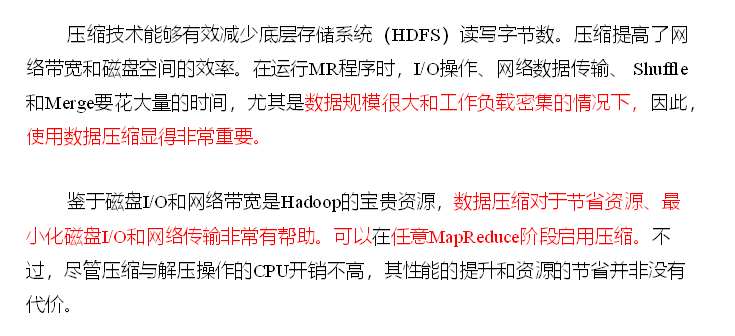 压缩技术能够有效减少底层存储系统（HDFS）读写字节数。压缩提高了网
络带宽和磁盘空间的效率。在运行MR程序时，I/O操作、网络数据传输、 Shuffle
和Merge要花大量的时间，尤其是数据规模很大和工作负载密集的情况下，因此，
使用数据压缩显得非常重要。
鉴于磁盘I/O和网络带宽是Hadoop的宝贵资源，数据压缩对于节省资源、最
小化磁盘I/O和网络传输非常有帮助。可以在任意MapReduce阶段启用压缩。不
过，尽管压缩与解压操作的CPU开销不高，其性能的提升和资源的节省并非没有
代价。